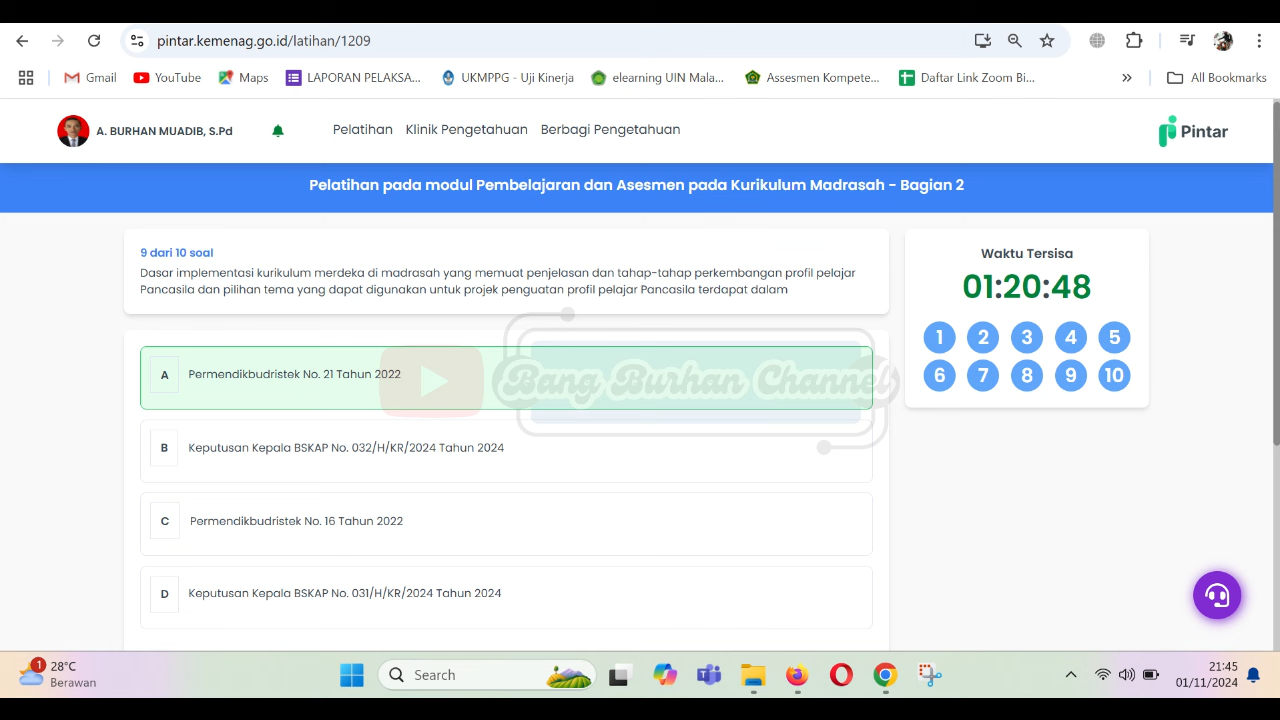 pintar.kemenag.go.id/latihan/1209
Gmail
YouTube
Maps
LAPORAN PELAKSA...
UKMPPG - Uji Kinerja
elearning UIN Mala...
Assesmen Kompete...
Daftar Link Zoom Bi...
All Bookmarks
A. BURHAN MUADIB, S.Pd
Pelatihan
Klinik Pengetahuan
Berbagi Pengetahuan
Pintar
Pelatihan pada modul Pembelajaran dan Asesmen pada Kurikulum Madrasah - Bagian 2
9 dari 10 soal
Dasar implementasi kurikulum merdeka di madrasah yang memuat penjelasan dan tahap-tahap perkembangan profil pelajar
Pancasila dan pilihan tema yang dapat digunakan untuk projek penguatan profil pelajar Pancasila terdapat dalam
Waktu Tersisa
01:20:48
1 2 3 4 5
6 7 8 9 10
A Permendikbudristek No. 21 Tahun 2022
Bang Burhan Channel
B Keputusan Kepala BSKAP No. 032/H/KR/2024 Tahun 2024
C Permendikbudristek No. 16 Tahun 2022
D Keputusan Kepala BSKAP No. 031/H/KR/2024 Tahun 2024
1
28°C
Berawan
Search
21:45
01/11/2024